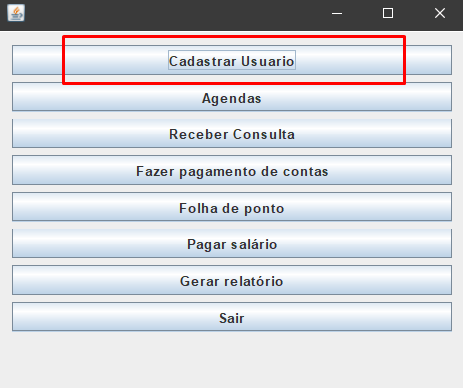 Cadastrar Usuario
Agendas
Receber Consulta
Fazer pagamento de contas
Folha de ponto
Pagar salário
Gerar relatório
Sair